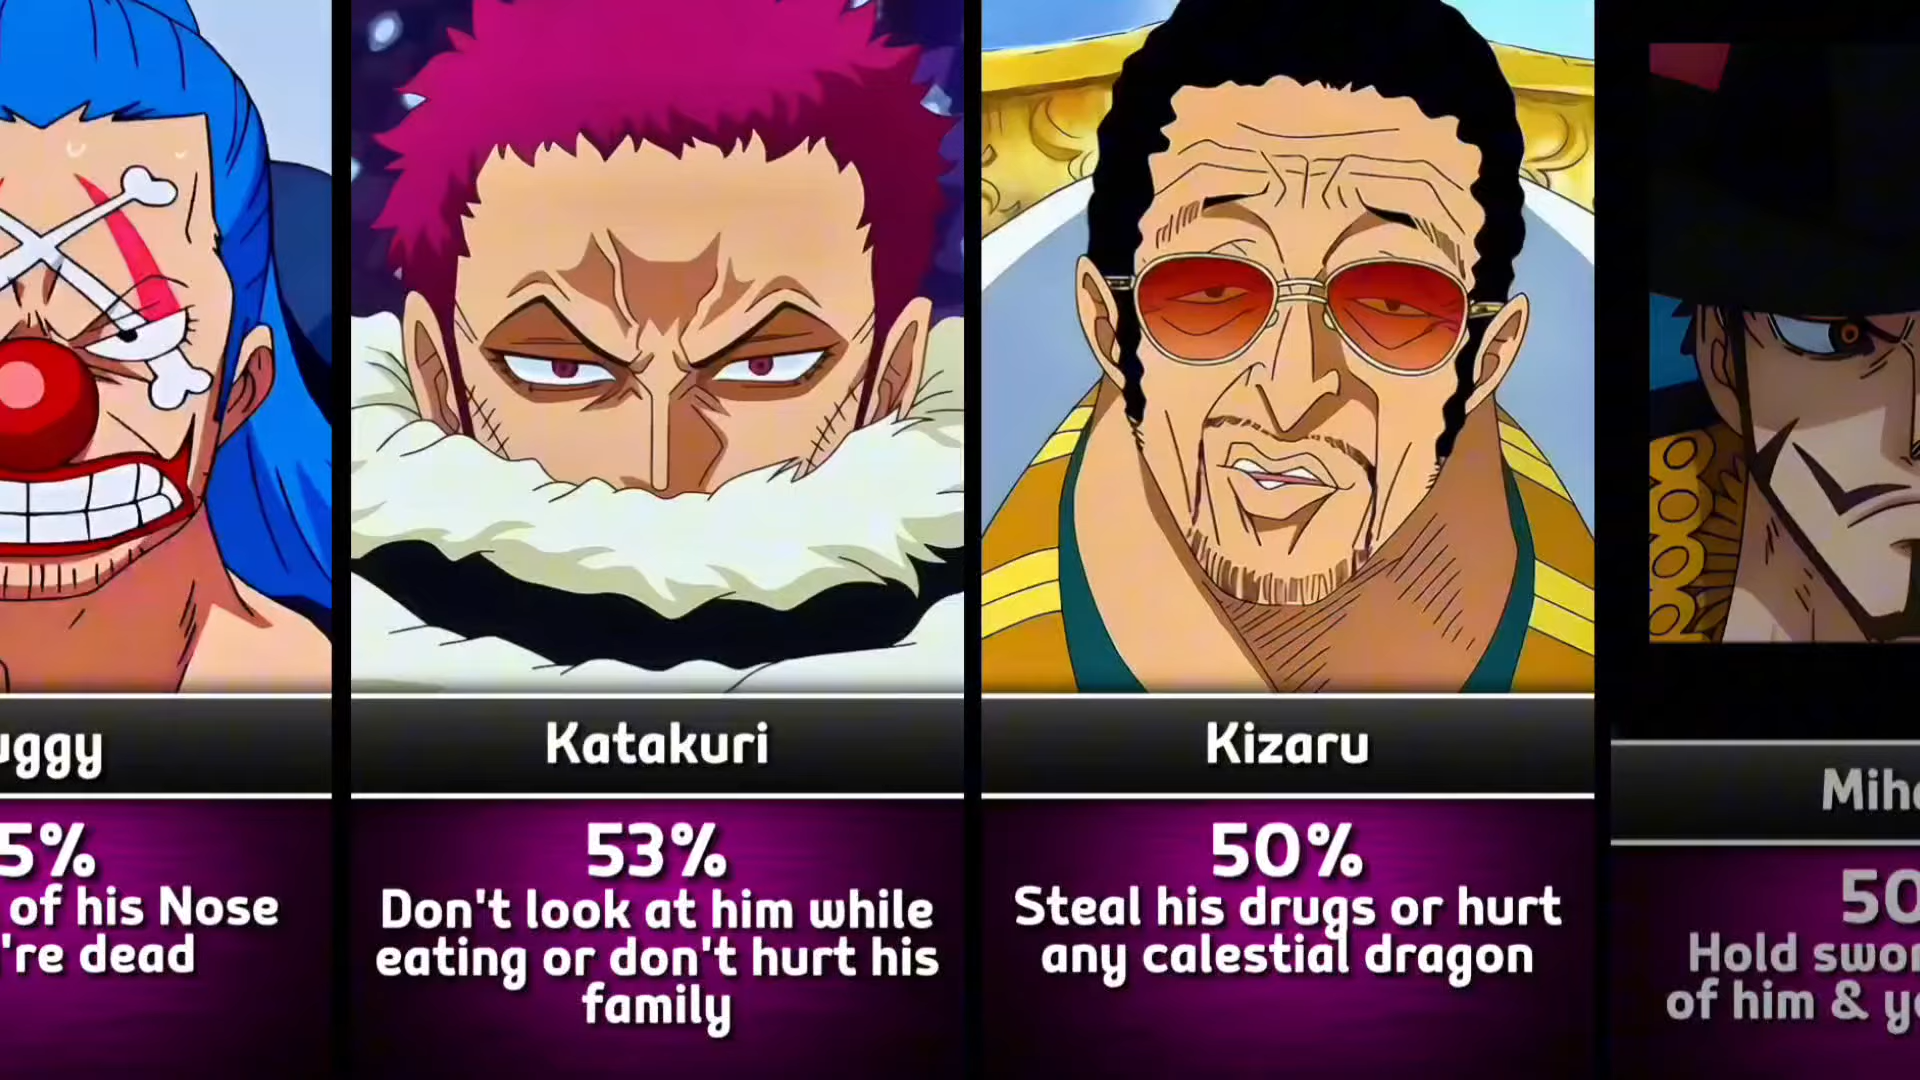 uggy
5%
of his Nose
're dead
Katakuri
53%
Don't look at him while
eating or don't hurt his
family
Kizaru
50%
Steal his drugs or hurt
any calestial dragon
Mih
50
Hold swor
of him & y